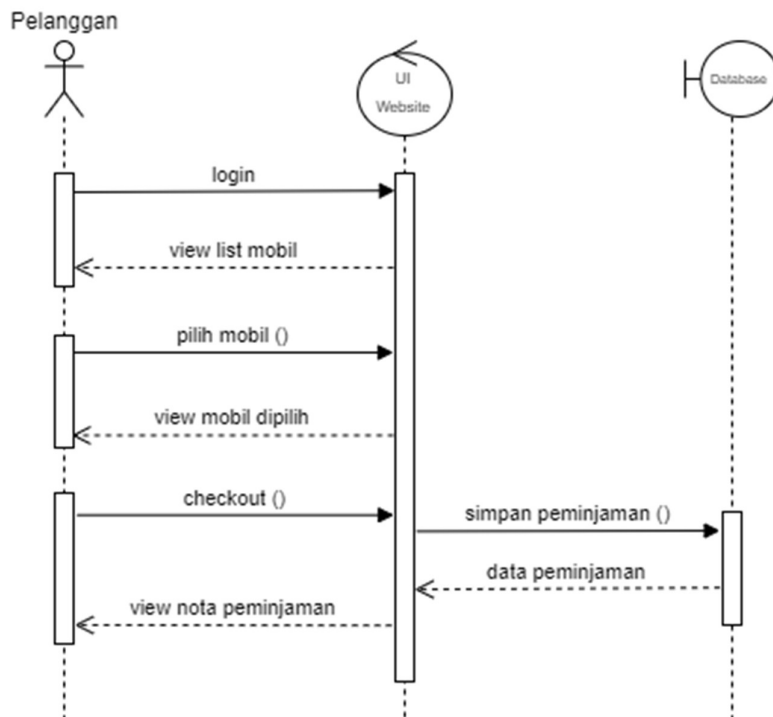 Pelanggan
UI
Website
Database
login
view list mobil
pilih mobil ()
view mobil dipilih
checkout ()
simpan peminjaman ()
data peminjaman
view nota peminjaman